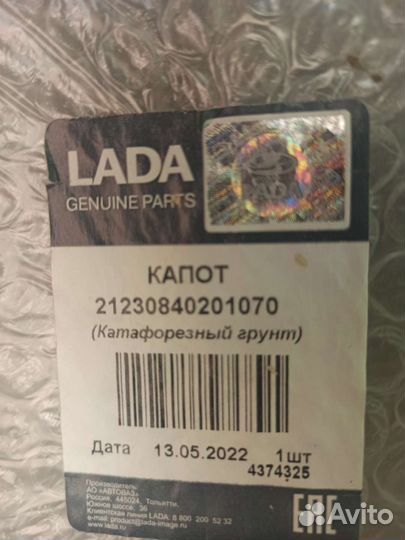 LADA
GENUINE PARTS
КАПОТ
21230840201070
(Катафорезный грунт)
Дата 13.05.2022 1шт
4374325
Производитель:
АО «АВТОВАЗ»
Россия, 445024, Тольятти,
Южное шоссе, 36
Клиентская линия LADA: 8 800 200 52 32
e-mail: product@lada-image.ru
www.lada.ru
EAC
Avito